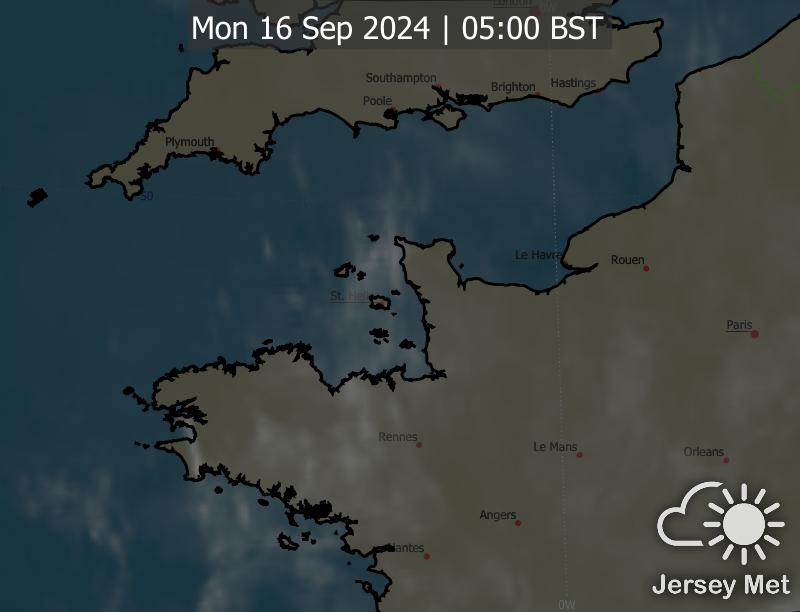 London
0W
Mon 16 Sep 2024 | 05:00 BST
Southampton
Brighton
Hastings
Poole
Plymouth
50
Le Havre
Rouen
St. Helier
Paris
Rennes
Le Mans
Orleans
Angers
Nantes
Jersey Met
0W